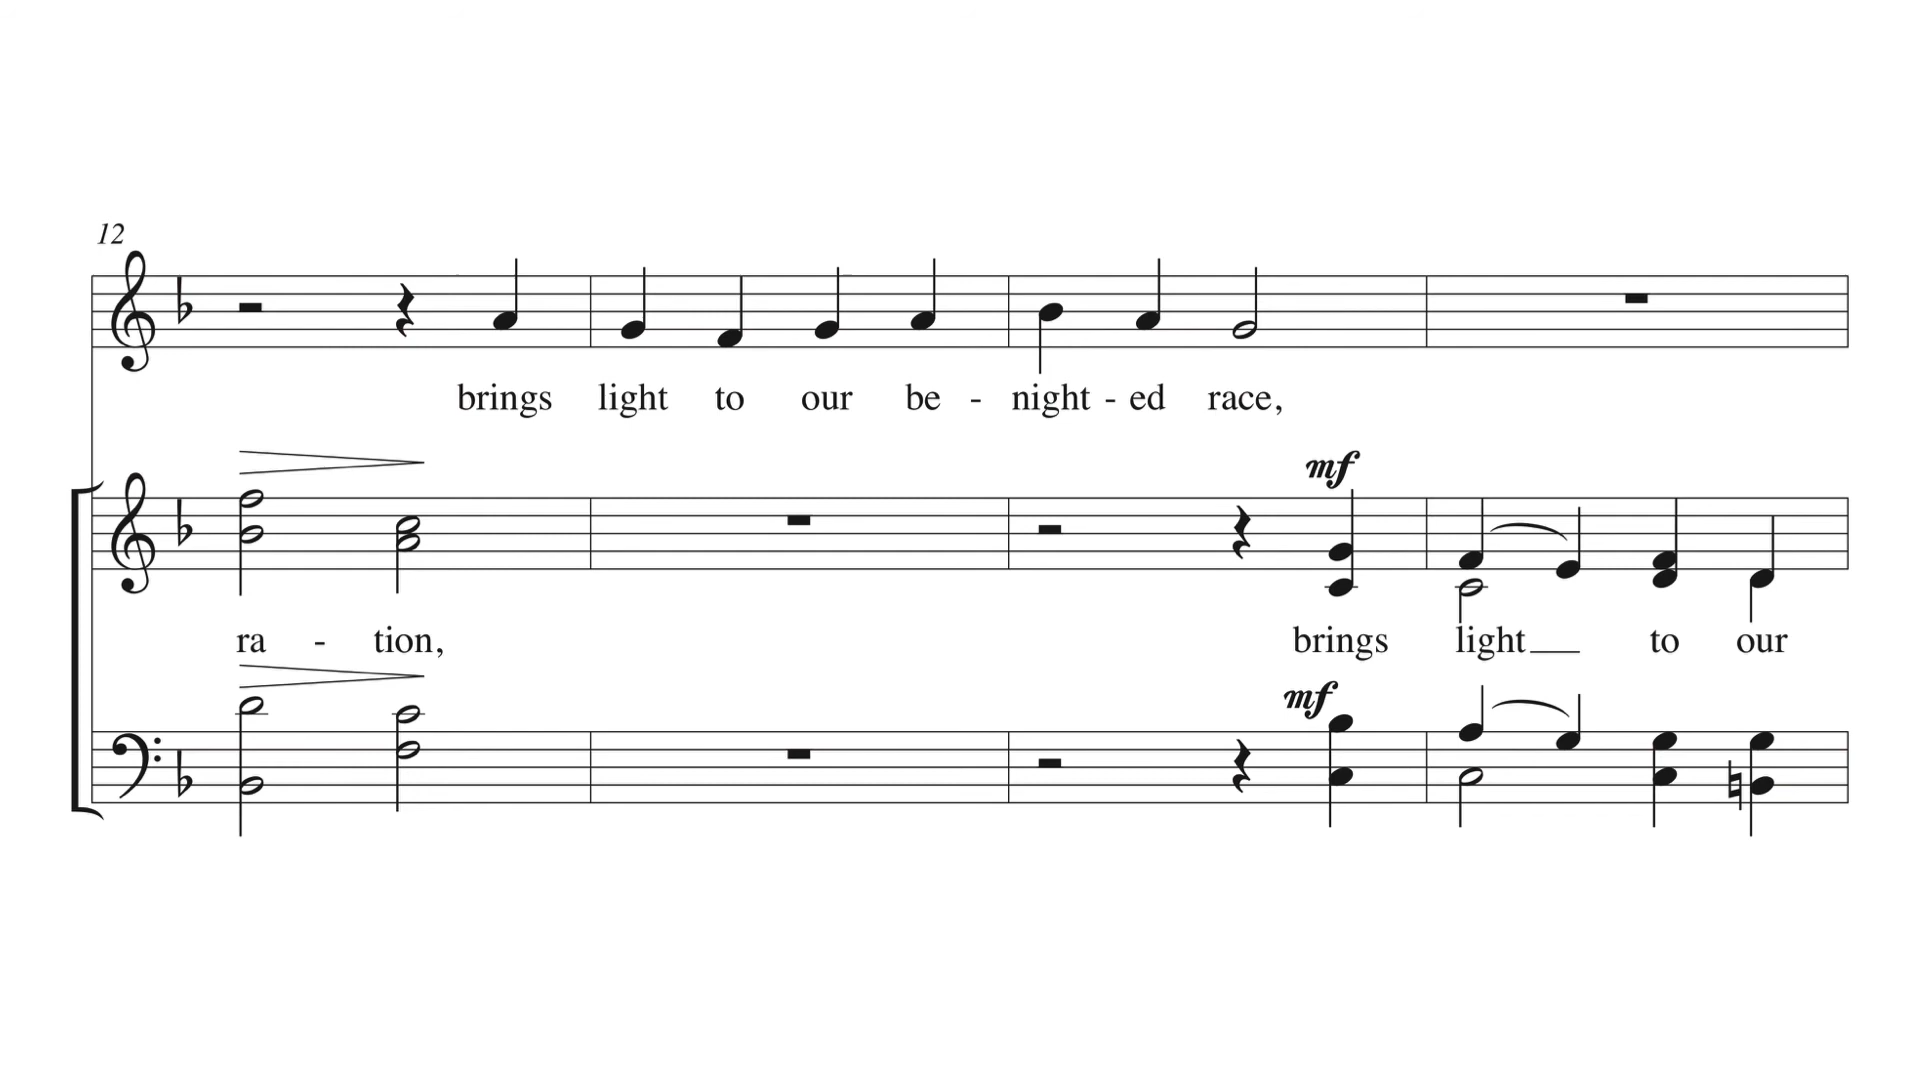 12
brings light to our be - night - ed race,
mf
ra - tion, brings light to our
mf